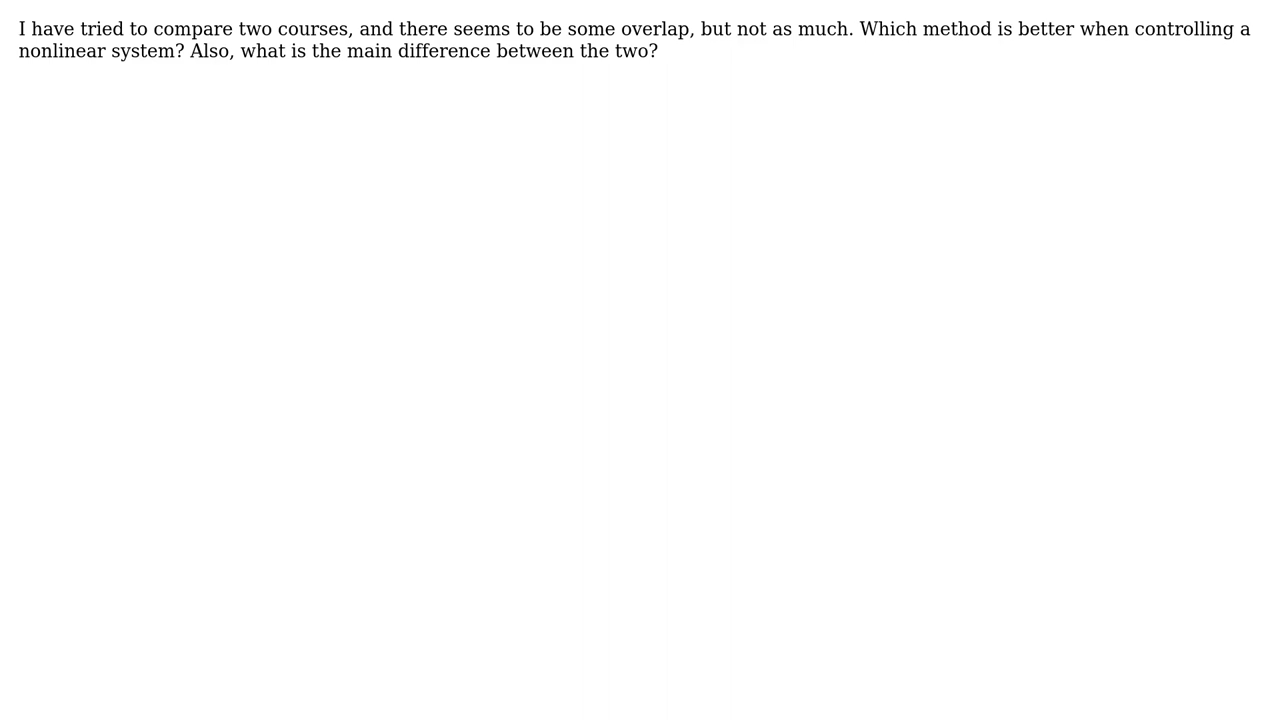 I have tried to compare two courses, and there seems to be some overlap, but not as much. Which method is better when controlling a
nonlinear system? Also, what is the main difference between the two?